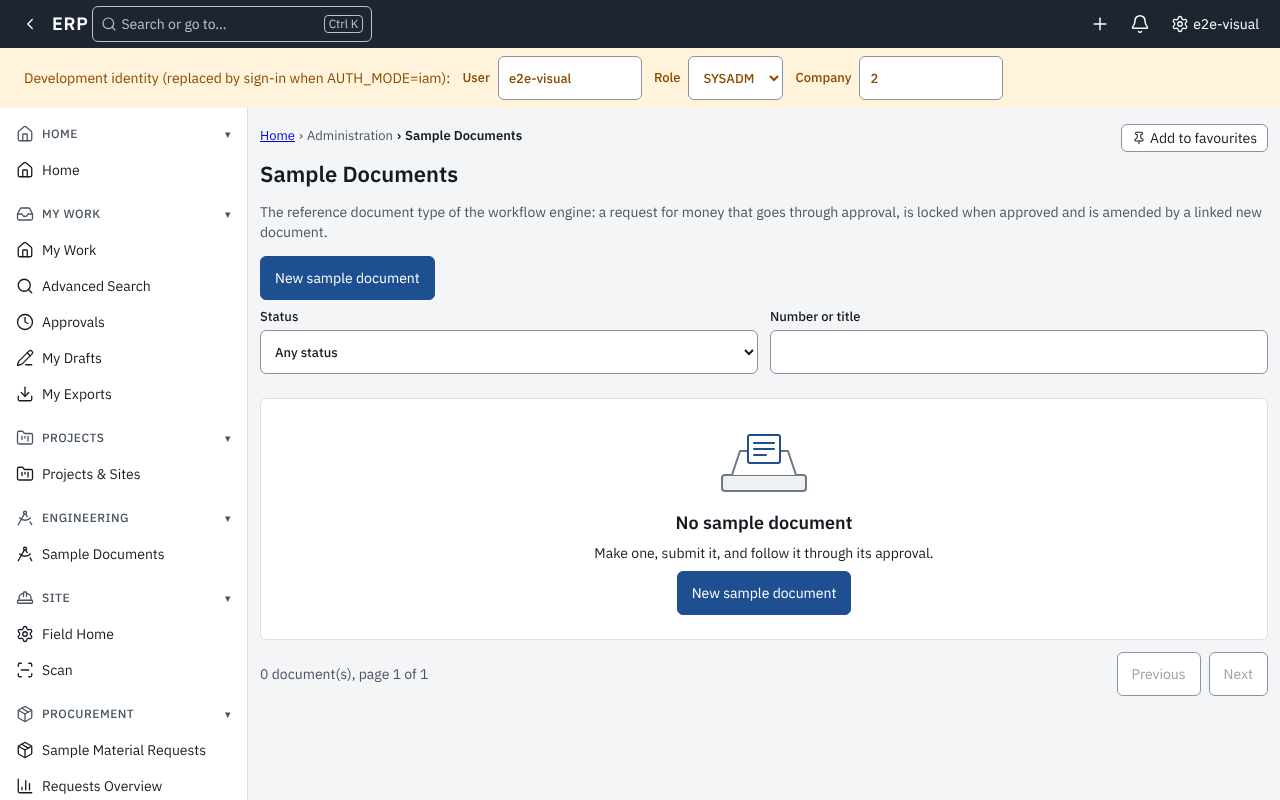 ERP
Search or go to...
Ctrl K
e2e-visual
Development identity (replaced by sign-in when AUTH_MODE=iam):
User
e2e-visual
Role
SYSADM
Company
2
HOME
Home
MY WORK
My Work
Advanced Search
Approvals
My Drafts
My Exports
PROJECTS
Projects & Sites
ENGINEERING
Sample Documents
SITE
Field Home
Scan
PROCUREMENT
Sample Material Requests
Requests Overview
Home › Administration › Sample Documents
Add to favourites
Sample Documents
The reference document type of the workflow engine: a request for money that goes through approval, is locked when approved and is amended by a linked new
document.
New sample document
Status
Any status
Number or title
No sample document
Make one, submit it, and follow it through its approval.
New sample document
0 document(s), page 1 of 1
Previous
Next